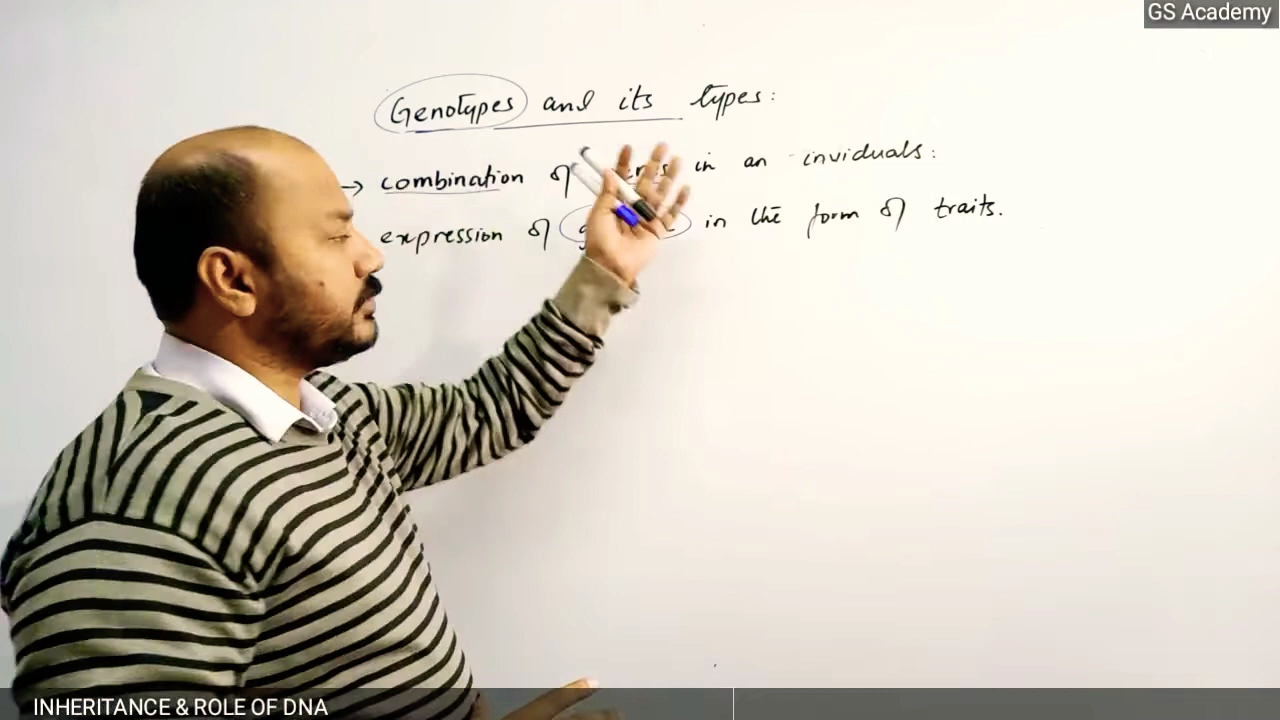 GS Academy
Genotypes and its types:
→ combination of in an inviduals:
expression of in the form of traits.
INHERITANCE & ROLE OF DNA